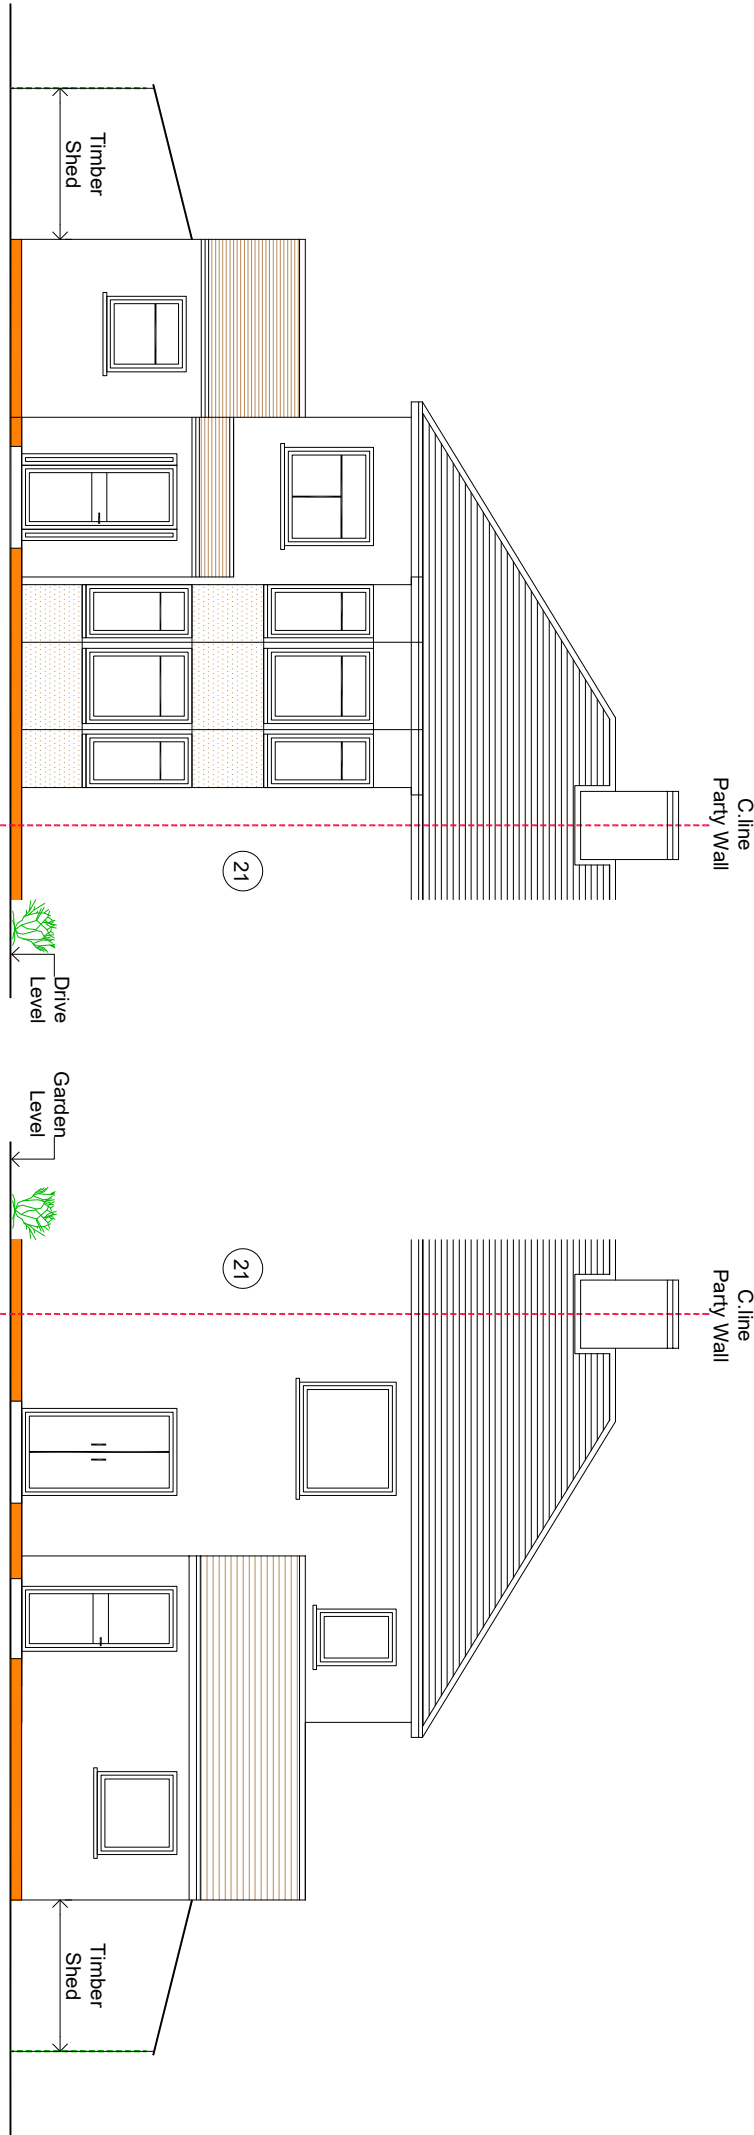 Timber
Shed
C.line
Party Wall
21
Drive
Level
Garden
Level
C.line
Party Wall
21
Timber
Shed